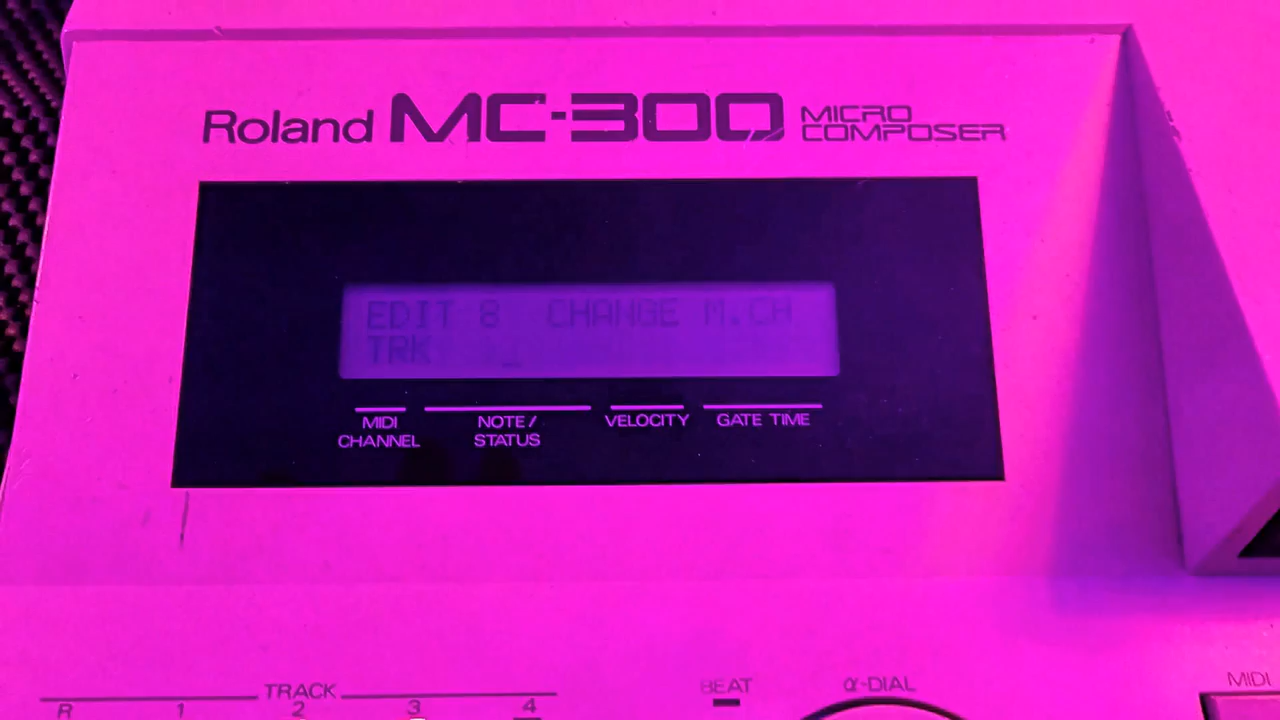 Roland MC-300 MICRO COMPOSER
EDIT 8 CHANGE M.CH
TRK _
MIDI CHANNEL
NOTE/ STATUS
VELOCITY
GATE TIME
TRACK
R 1 2 3 4
BEAT
α-DIAL
MIDI